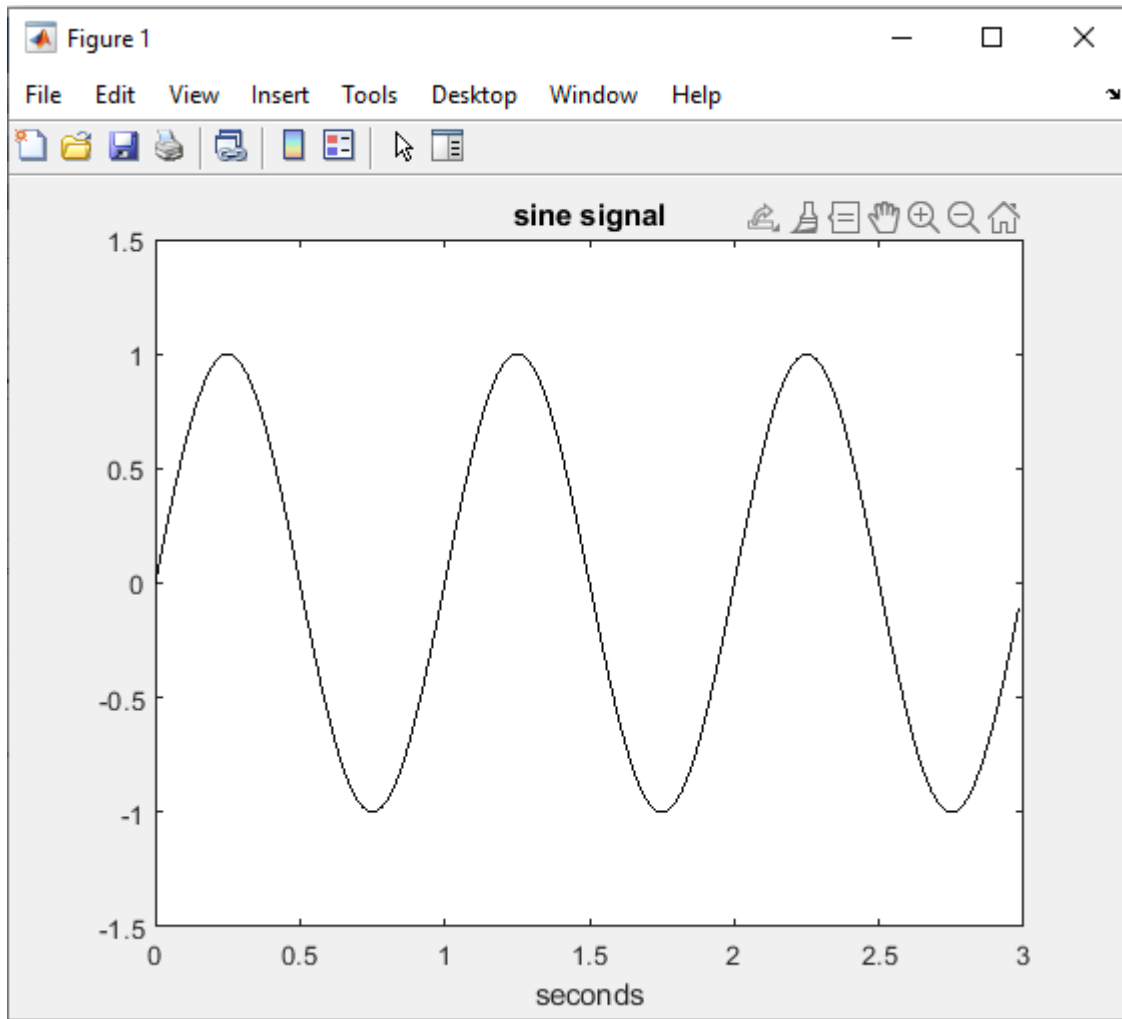 Figure 1
File Edit View Insert Tools Desktop Window Help
sine signal
1.5
1
0.5
0
-0.5
-1
-1.5
0 0.5 1 1.5 2 2.5 3
seconds